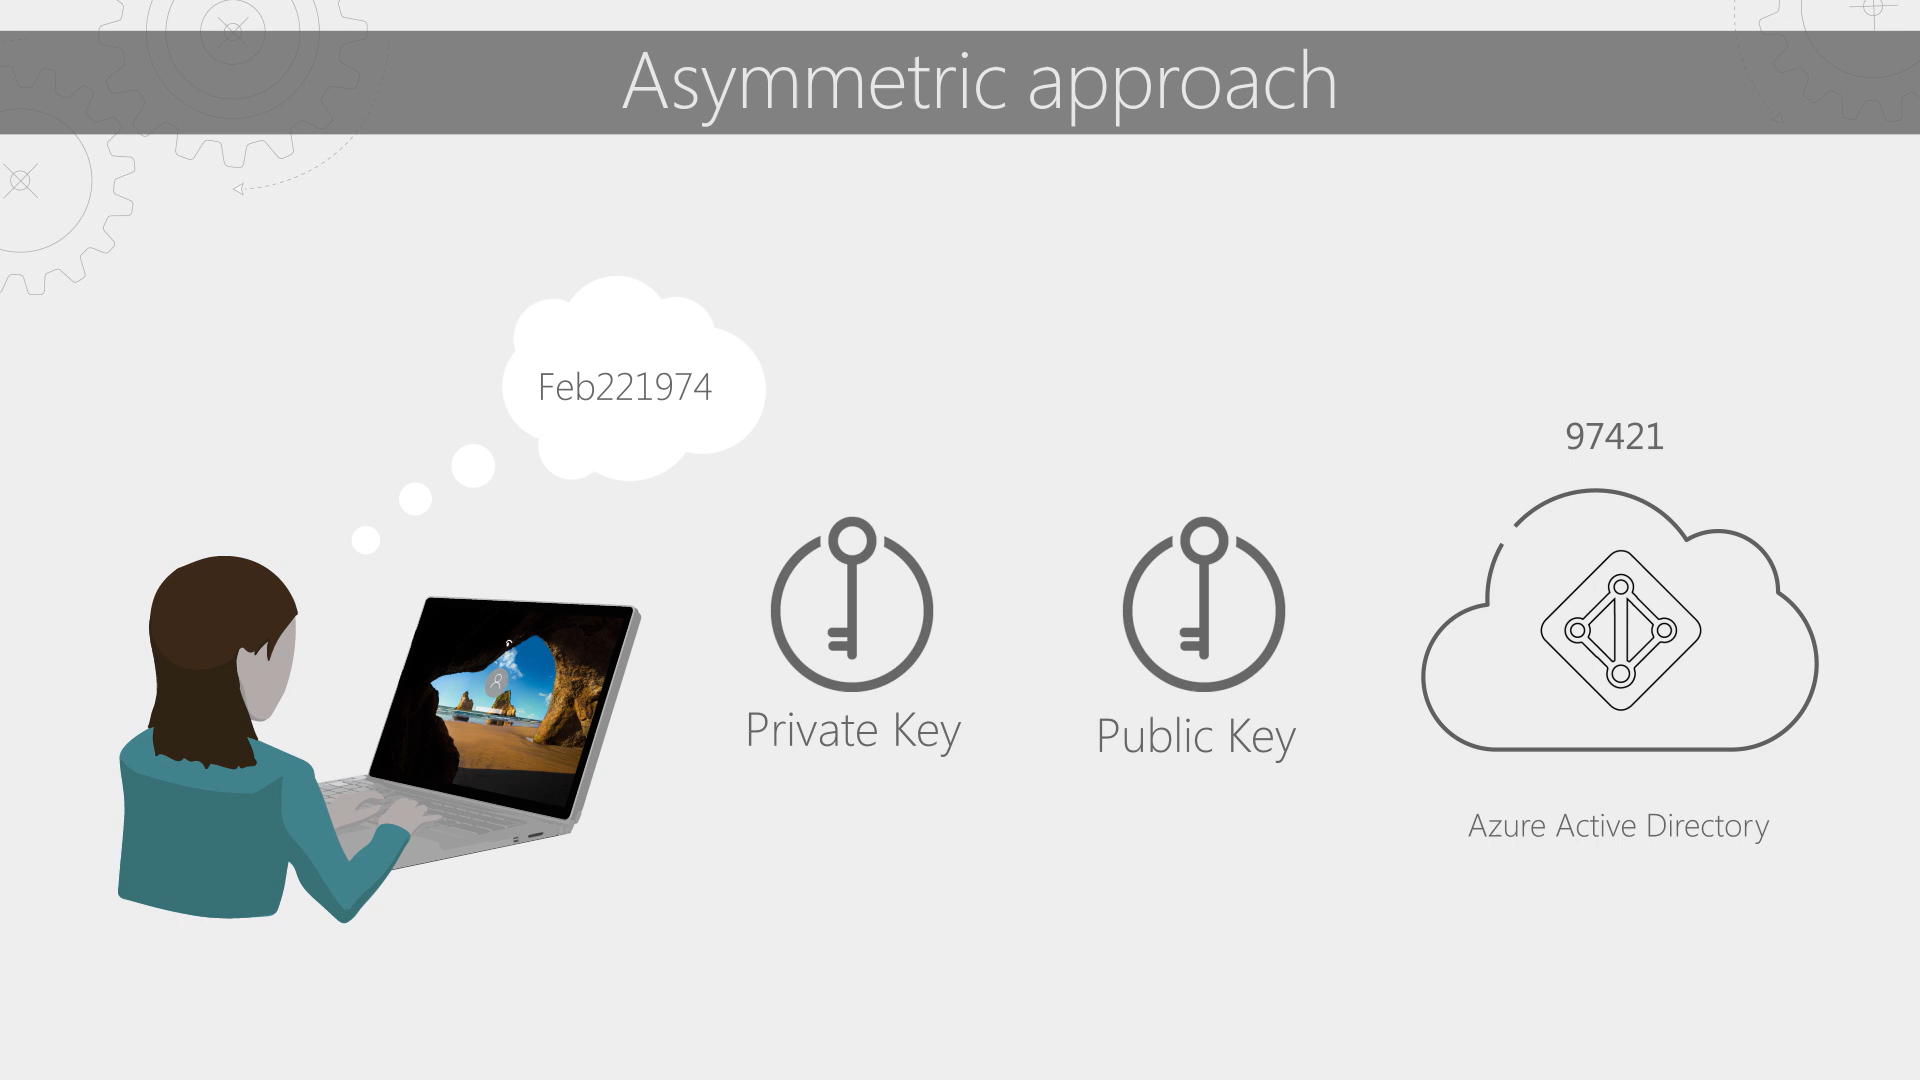 Asymmetric approach
Feb221974
97421
Private Key
Public Key
Azure Active Directory